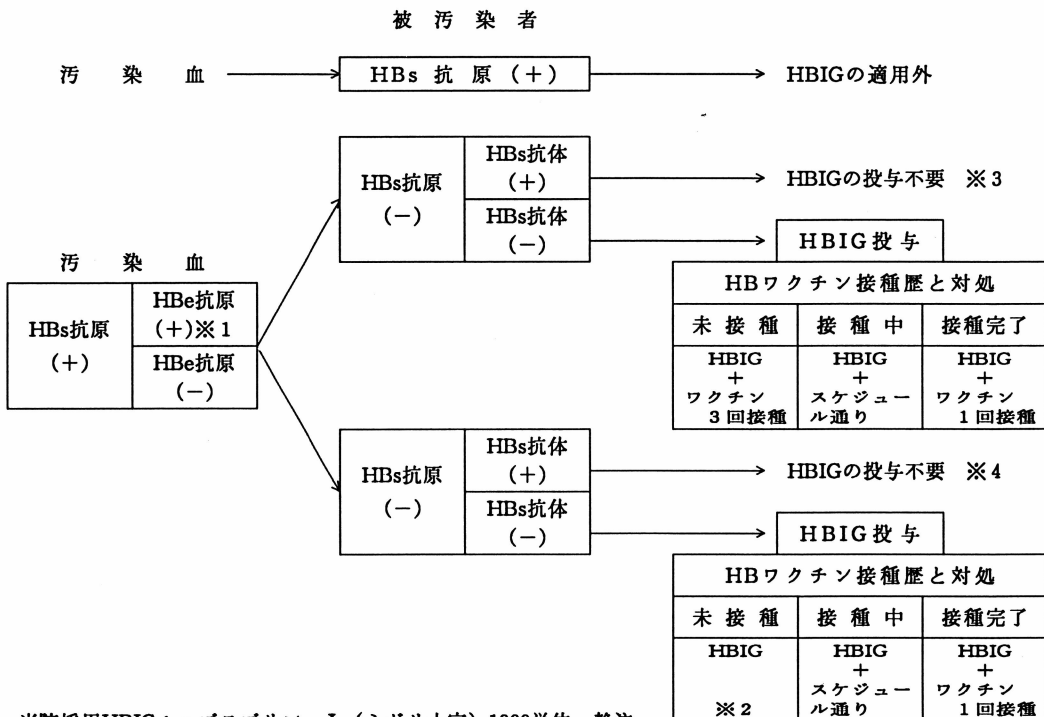 被汚染者
汚染血 HBs抗原(+) HBIGの適用外
HBs抗原
(-)
HBs抗体
(+)
HBs抗体
(-)
HBIGの投与不要 ※3
HBIG投与
HBワクチン接種歴と対処
未接種 接種中 接種完了
HBIG
+
ワクチン
3回接種
HBIG
+
スケジュー
ル通り
HBIG
+
ワクチン
1回接種
汚染血
HBs抗原
(+)
HBe抗原
(+)※1
HBe抗原
(-)
HBs抗原
(-)
HBs抗体
(+)
HBs抗体
(-)
HBIGの投与不要 ※4
HBIG投与
HBワクチン接種歴と対処
未接種 接種中 接種完了
HBIG
※2
HBIG
+
スケジュー
ル通り
HBIG
+
ワクチン
1回接種